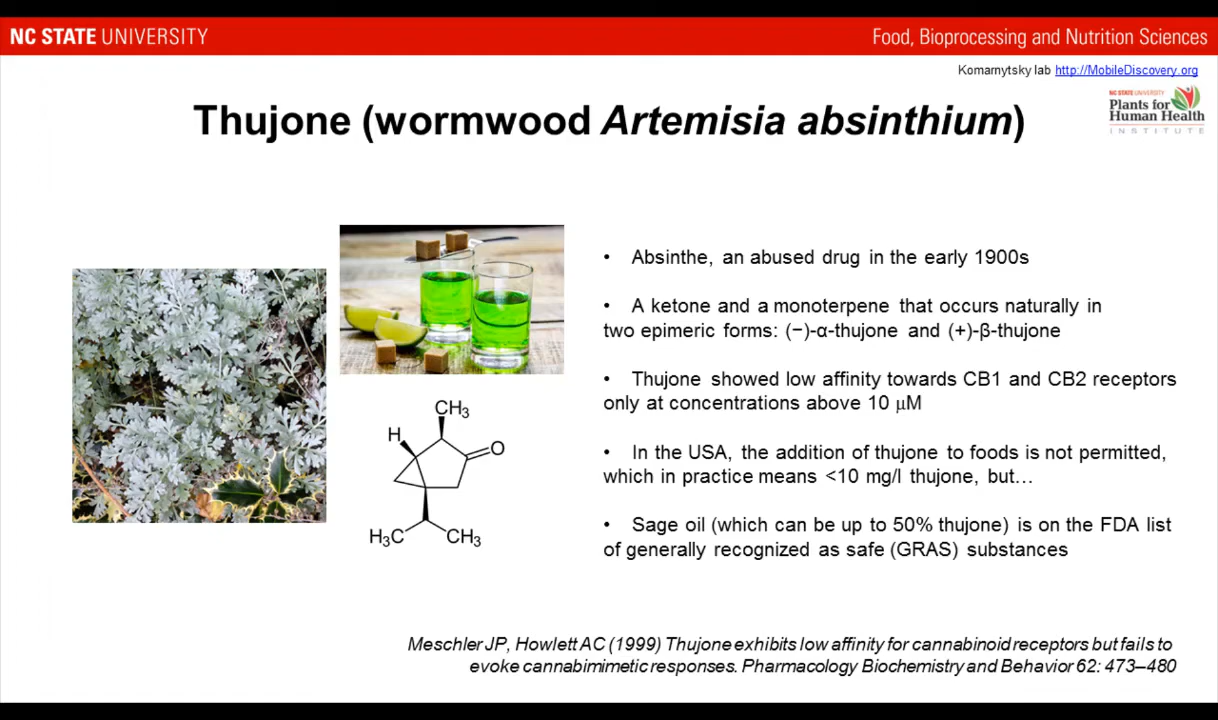 NC STATE UNIVERSITY
Food, Bioprocessing and Nutrition Sciences
Komarnytsky lab http://MobileDiscovery.org
NC STATE UNIVERSITY
Plants for
Human Health
INSTITUTE
Thujone (wormwood Artemisia absinthium)
• Absinthe, an abused drug in the early 1900s
• A ketone and a monoterpene that occurs naturally in
two epimeric forms: (−)-α-thujone and (+)-β-thujone
• Thujone showed low affinity towards CB1 and CB2 receptors
only at concentrations above 10 μM
• In the USA, the addition of thujone to foods is not permitted,
which in practice means <10 mg/l thujone, but…
• Sage oil (which can be up to 50% thujone) is on the FDA list
of generally recognized as safe (GRAS) substances
CH3
H
O
H3C CH3
Meschler JP, Howlett AC (1999) Thujone exhibits low affinity for cannabinoid receptors but fails to
evoke cannabimimetic responses. Pharmacology Biochemistry and Behavior 62: 473–480